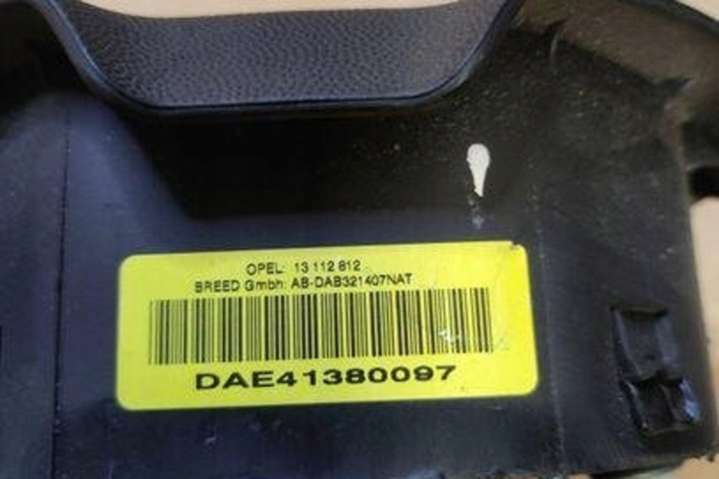 OPEL: 13 112 812
BREED Gmbh: AB-DAB321407NAT
DAE41380097